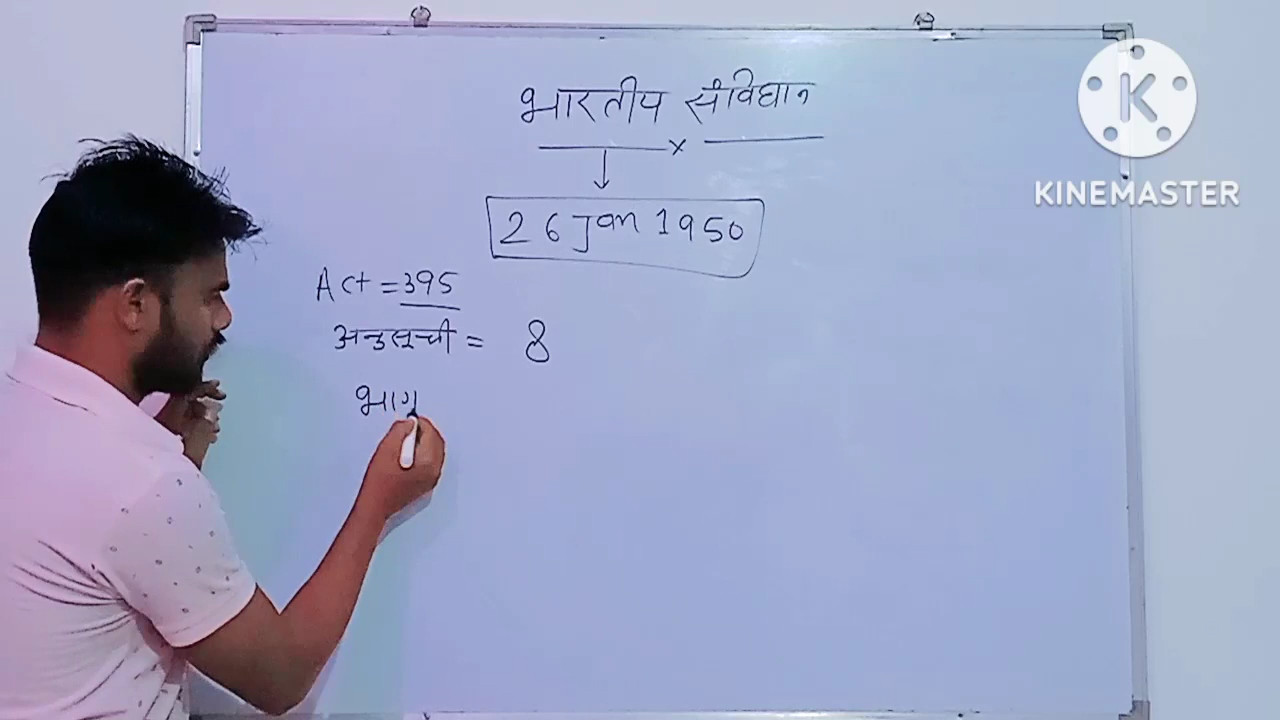 भारतीय संविधान
26 Jan 1950
Act = 395
अनुसूची = 8
भाग
KINEMASTER